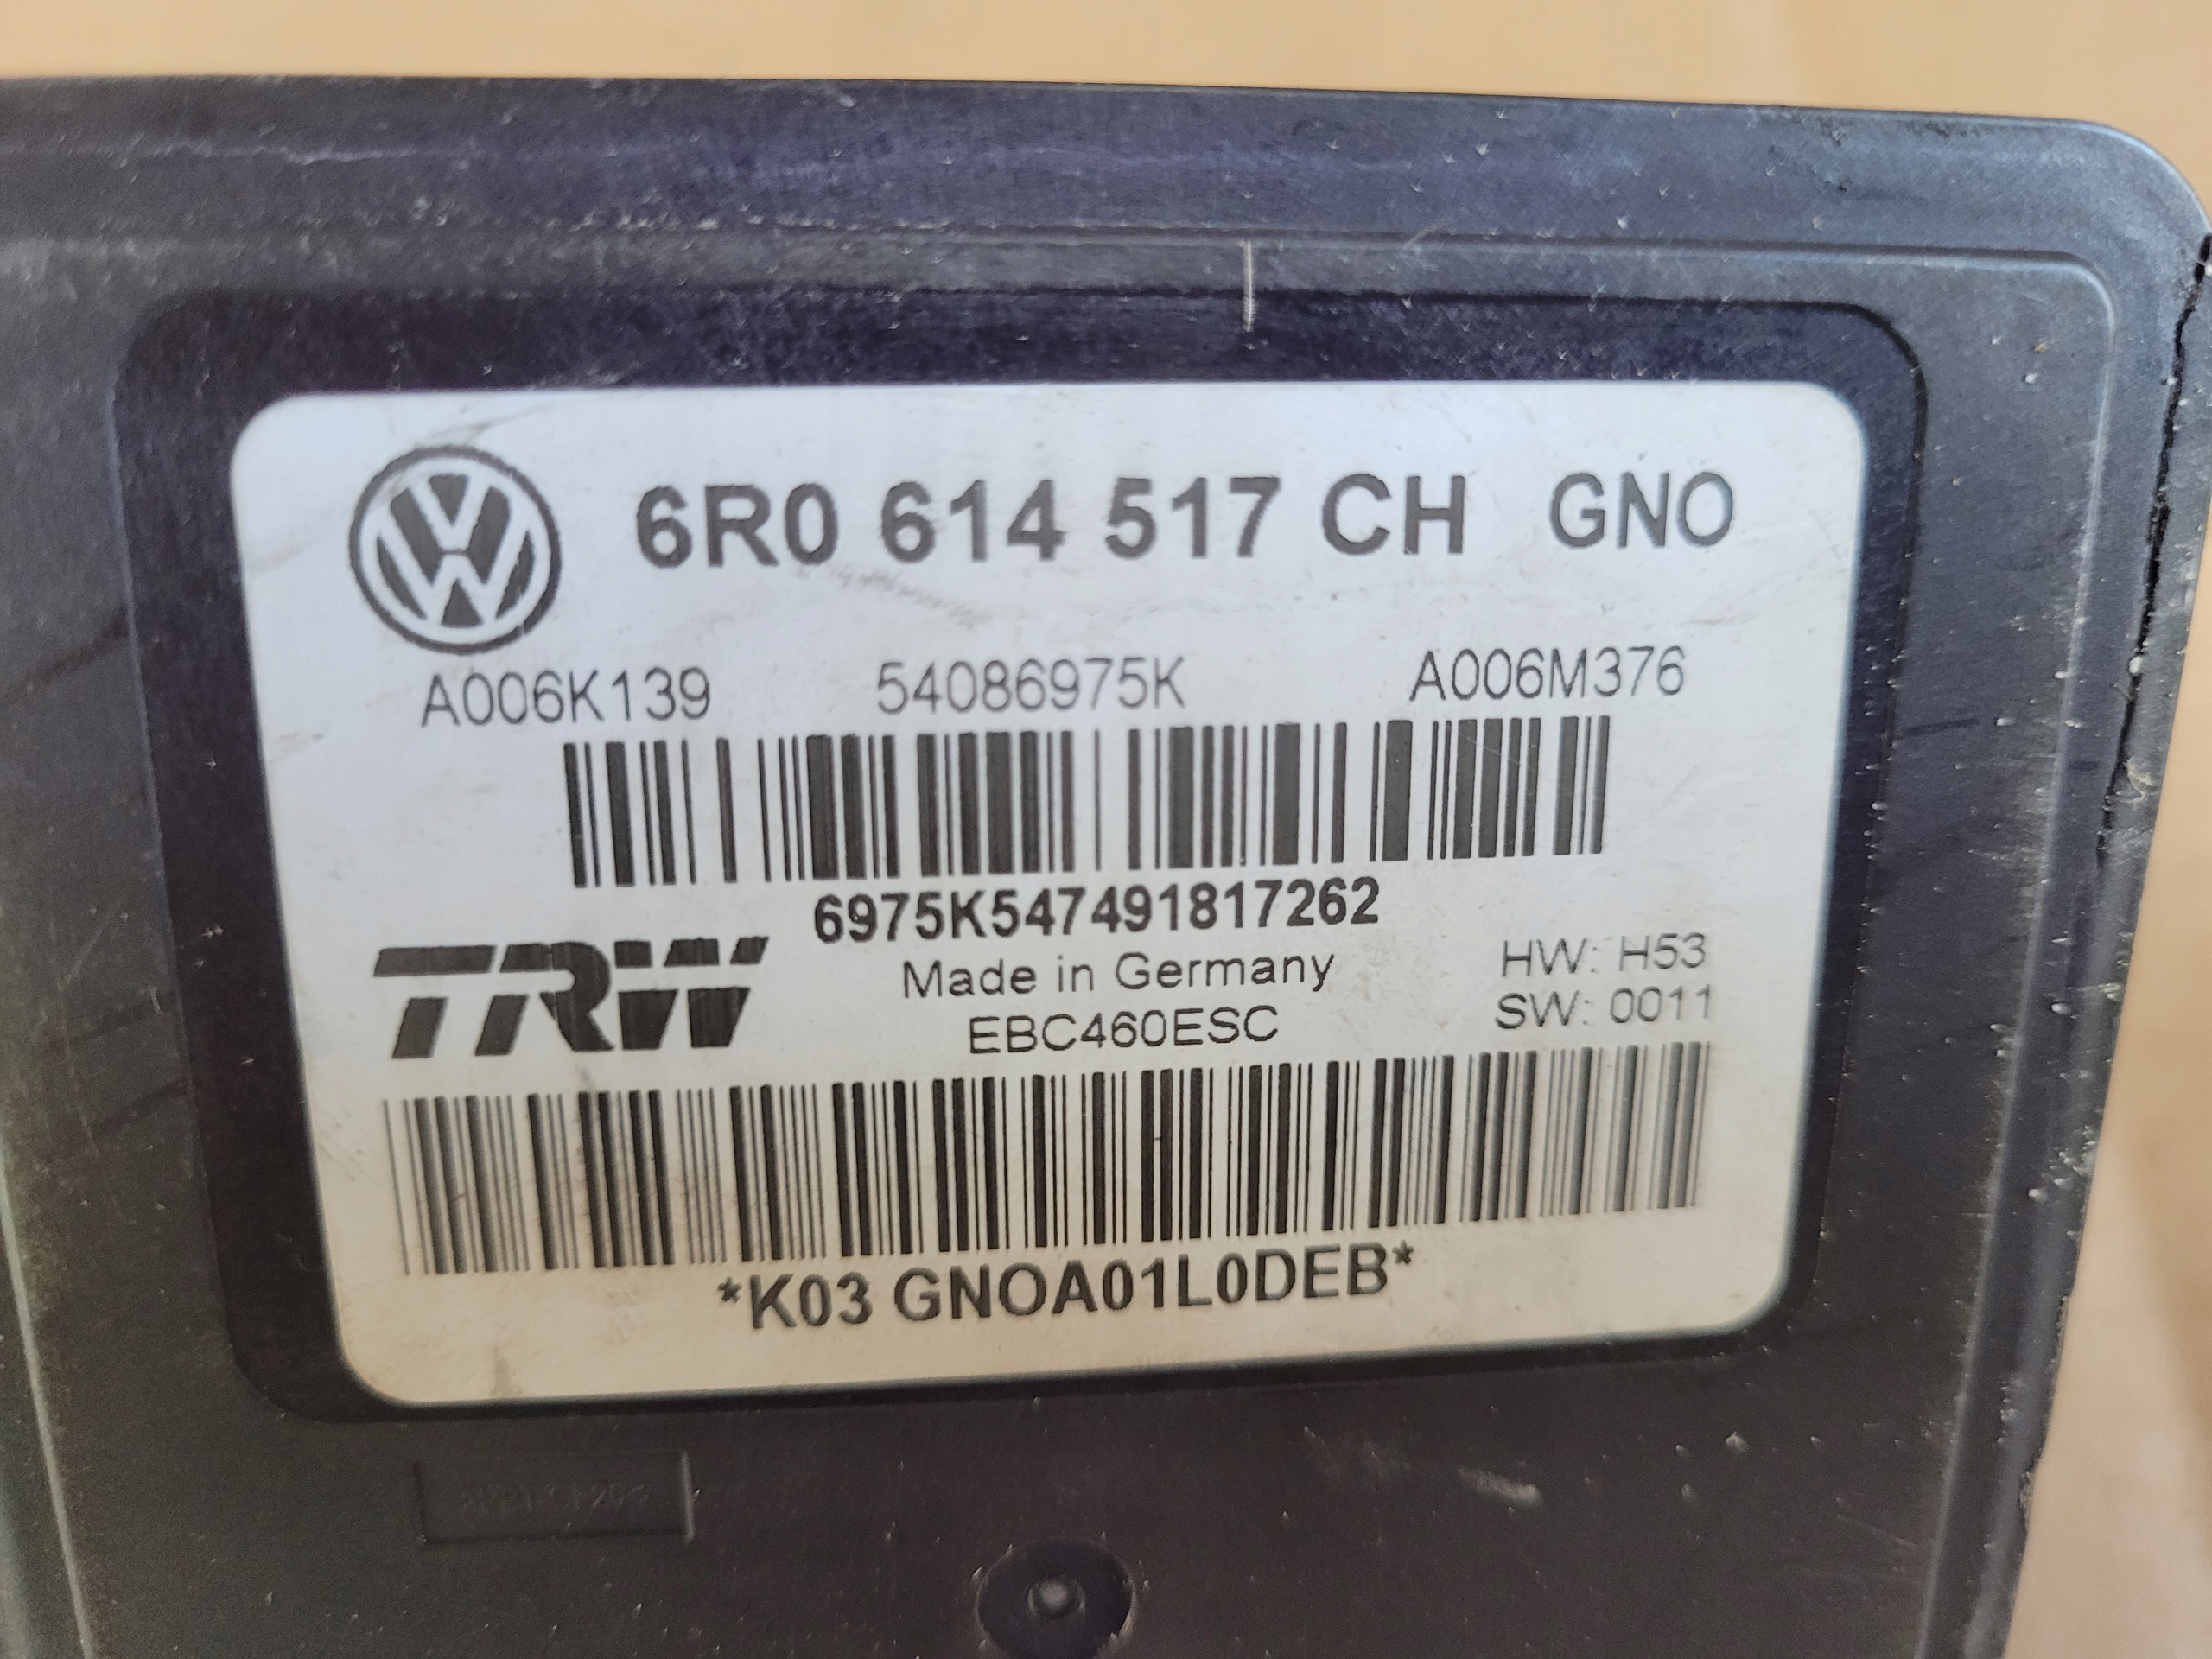 6R0 614 517 CH GNO
A006K139 54086975K A006M376
6975K547491817262
TRW
Made in Germany
EBC460ESC
HW: H53
SW: 0011
*K03 GNOA01L0DEB*